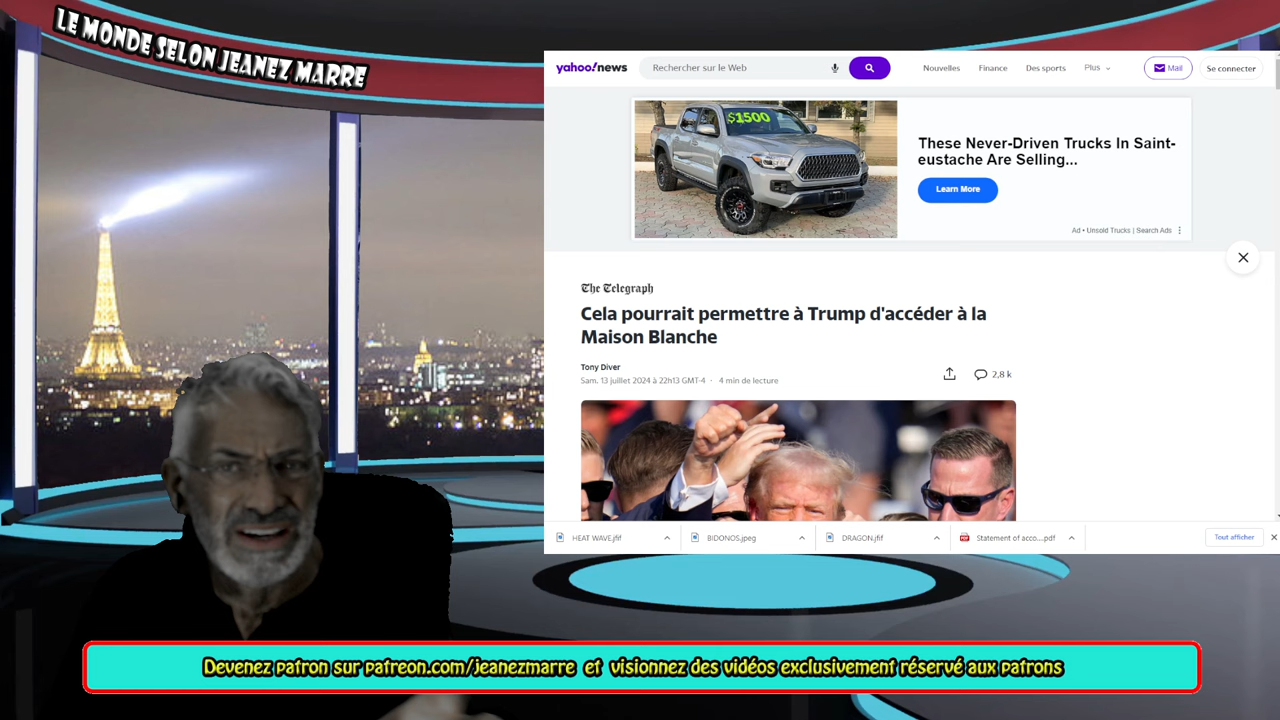 LE MONDE SELON JEANEZ MARRE
yahoo!news
Rechercher sur le Web
Nouvelles
Finance
Des sports
Plus
Mail
Se connecter
$1500
These Never-Driven Trucks In Saint-
eustache Are Selling...
Learn More
Ad • Unsold Trucks | Search Ads
The Telegraph
Cela pourrait permettre à Trump d'accéder à la
Maison Blanche
Tony Diver
Sam. 13 juillet 2024 à 22h13 GMT-4 · 4 min de lecture
2,8 k
HEAT WAVE.jfif
BIDONOS.jpeg
DRAGON.jfif
PDF
Statement of acco....pdf
Tout afficher
Devenez patron sur patreon.com/jeanezmarre et visionnez des vidéos exclusivement réservé aux patrons